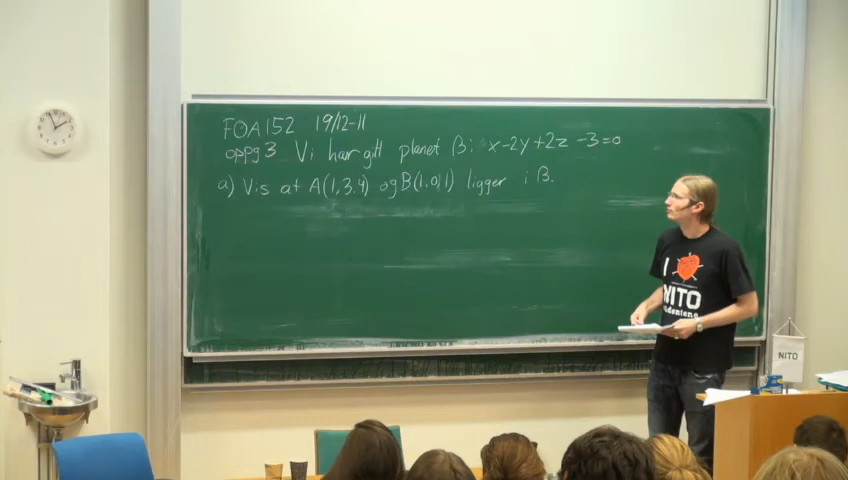 FOA152 19/12-11
oppg 3 Vi har gitt planet β: x-2y+2z-3=0
a) Vis at A(1,3,4) og B(1,0,1) ligger i β.
I
NITO
NITO